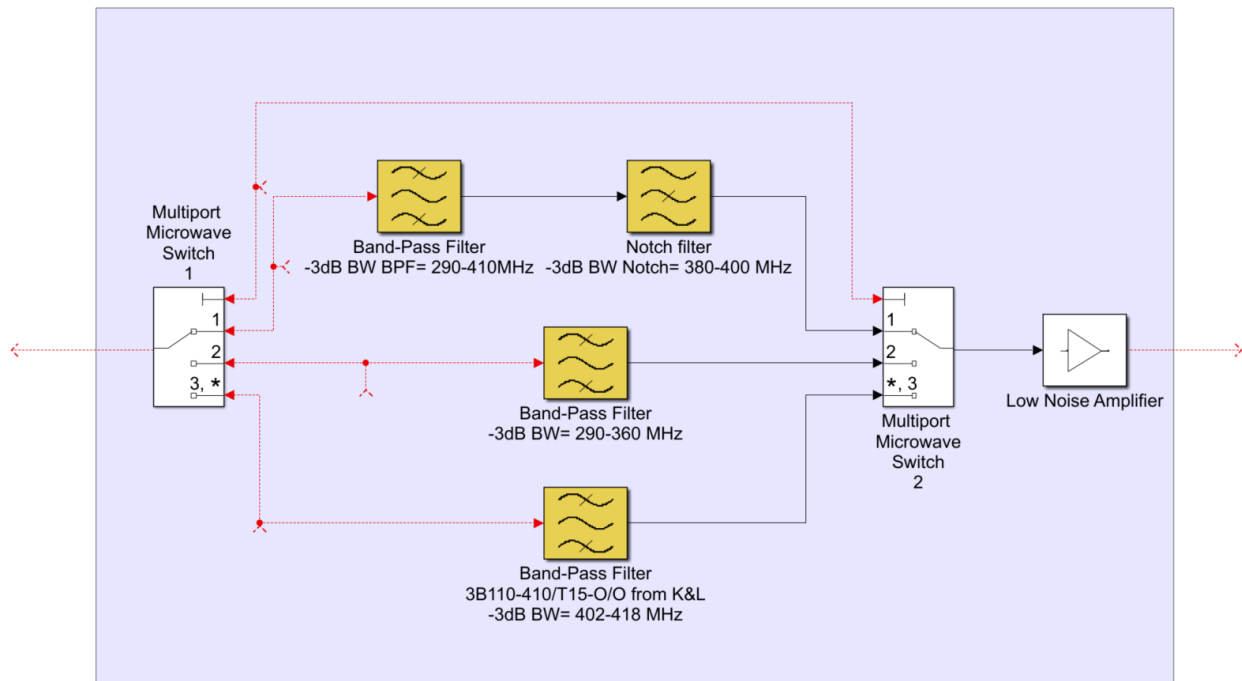 Multiport
Microwave
Switch
1
1
2
3, *
Band-Pass Filter
-3dB BW BPF= 290-410MHz
Notch filter
-3dB BW Notch= 380-400 MHz
Band-Pass Filter
-3dB BW= 290-360 MHz
Band-Pass Filter
3B110-410/T15-O/O from K&L
-3dB BW= 402-418 MHz
1
2
*, 3
Multiport
Microwave
Switch
2
Low Noise Amplifier